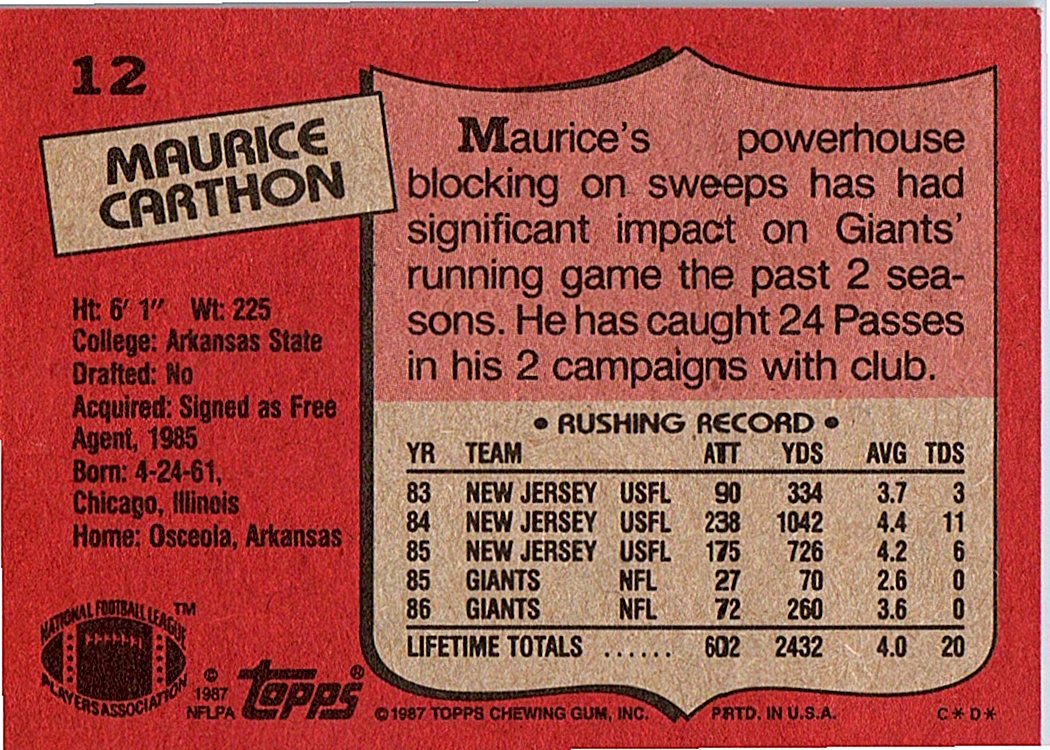 12
MAURICE
CARTHON
Ht: 6' 1" Wt: 225
College: Arkansas State
Drafted: No
Acquired: Signed as Free
Agent, 1985
Born: 4-24-61,
Chicago, Illinois
Home: Osceola, Arkansas
Maurice's powerhouse
blocking on sweeps has had
significant impact on Giants'
running game the past 2 sea-
sons. He has caught 24 Passes
in his 2 campaigns with club.
• RUSHING RECORD •
YR TEAM ATT YDS AVG TDS
83 NEW JERSEY USFL 90 334 3.7 3
84 NEW JERSEY USFL 238 1042 4.4 11
85 NEW JERSEY USFL 175 726 4.2 6
85 GIANTS NFL 27 70 2.6 0
86 GIANTS NFL 72 260 3.6 0
LIFETIME TOTALS ...... 602 2432 4.0 20
NATIONAL FOOTBALL LEAGUE ™
PLAYERS ASSOCIATION
© 1987
NFLPA
topps®
© 1987 TOPPS CHEWING GUM, INC. PRTD. IN U.S.A. C*D*